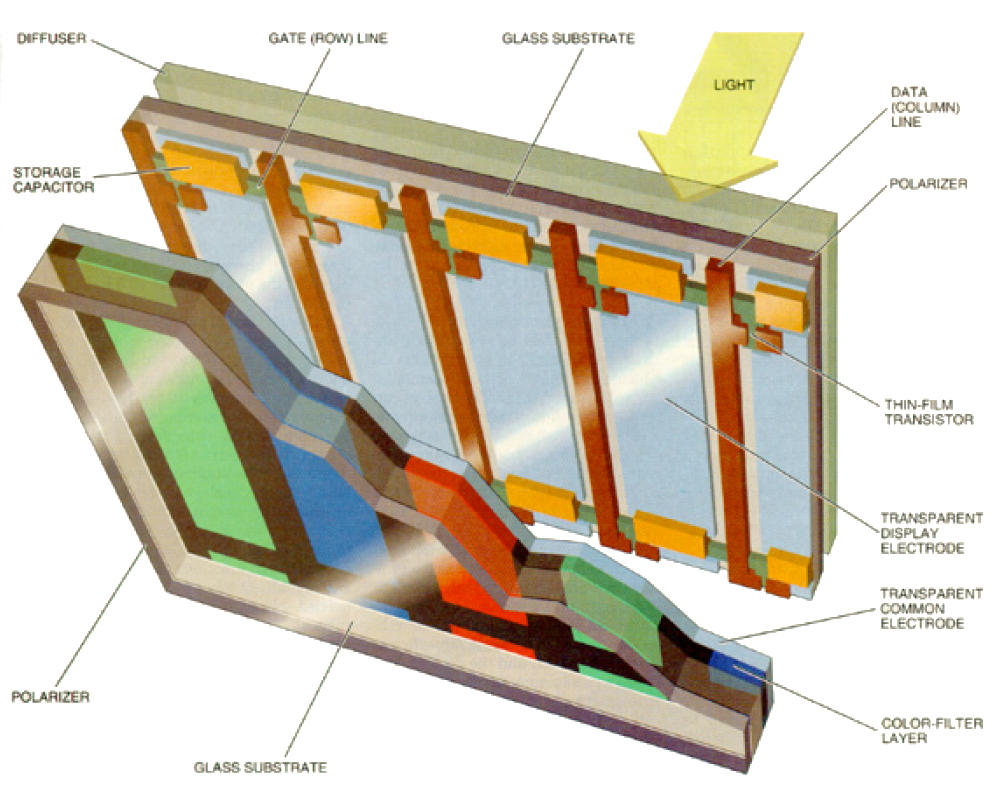 DIFFUSER
GATE (ROW) LINE
GLASS SUBSTRATE
LIGHT
DATA
(COLUMN)
LINE
STORAGE
CAPACITOR
POLARIZER
THIN-FILM
TRANSISTOR
TRANSPARENT
DISPLAY
ELECTRODE
TRANSPARENT
COMMON
ELECTRODE
POLARIZER
COLOR-FILTER
LAYER
GLASS SUBSTRATE